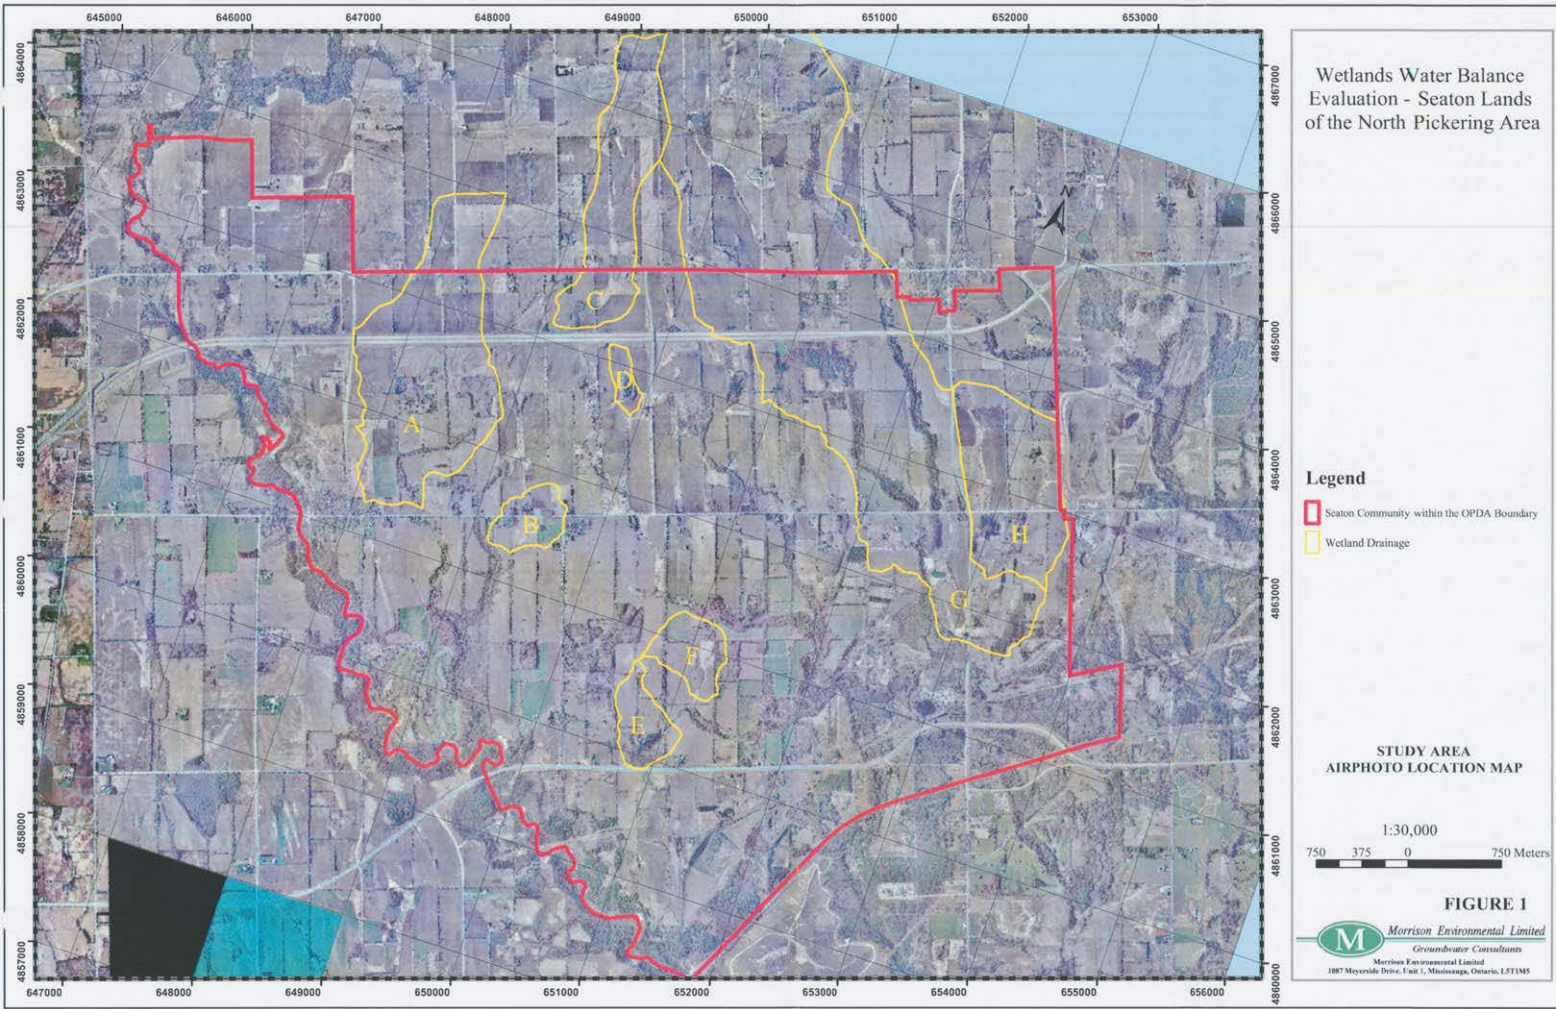 645000 646000 647000 648000 649000 650000 651000 652000 653000
4864000
4863000
4862000
4861000
4860000
4859000
4858000
4857000
4867000
4866000
4865000
4864000
4863000
4862000
4861000
4860000
N
C
D
A
B
H
G
F
E
647000 648000 649000 650000 651000 652000 653000 654000 655000 656000
Wetlands Water Balance
Evaluation - Seaton Lands
of the North Pickering Area
Legend
Seaton Community within the OPDA Boundary
Wetland Drainage
STUDY AREA
AIRPHOTO LOCATION MAP
1:30,000
750 375 0 750 Meters
FIGURE 1
M
Morrison Environmental Limited
Groundwater Consultants
Morrison Environmental Limited
1087 Meyerside Drive, Unit 1, Mississauga, Ontario, L5T1M5